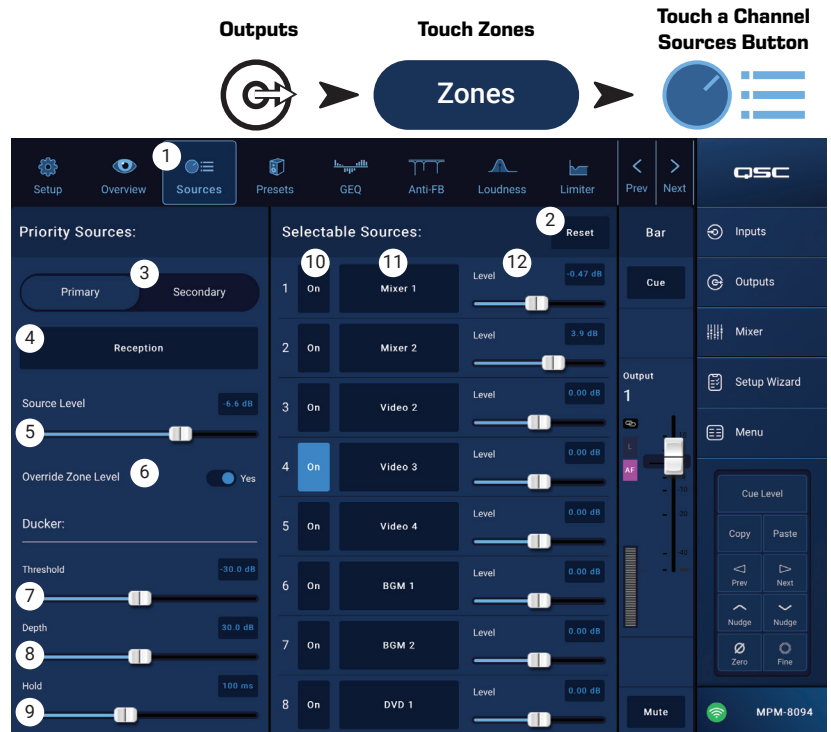 Outputs
Touch Zones
Touch a Channel
Sources Button
Zones
1
Setup
Overview
Sources
Presets
GEQ
Anti-FB
Loudness
Limiter
Prev
Next
QSC
Priority Sources:
Selectable Sources:
2
Reset
Bar
Inputs
3
Primary
Secondary
10
11
12
1
On
Mixer 1
Level
-0.47 dB
Cue
Outputs
4
Reception
2
On
Mixer 2
Level
3.9 dB
Mixer
Source Level
-6.6 dB
5
3
On
Video 2
Level
0.00 dB
Output
1
Setup Wizard
Menu
Override Zone Level
6
Yes
4
On
Video 3
Level
0.00 dB
L
AF
10
-10
-20
-40
Cue Level
Ducker:
5
On
Video 4
Level
0.00 dB
Copy
Paste
Threshold
-30.0 dB
7
6
On
BGM 1
Level
0.00 dB
Prev
Next
Depth
30.0 dB
8
7
On
BGM 2
Level
0.00 dB
Nudge
Nudge
Zero
Fine
Hold
100 ms
9
8
On
DVD 1
Level
0.00 dB
Mute
MPM-8094